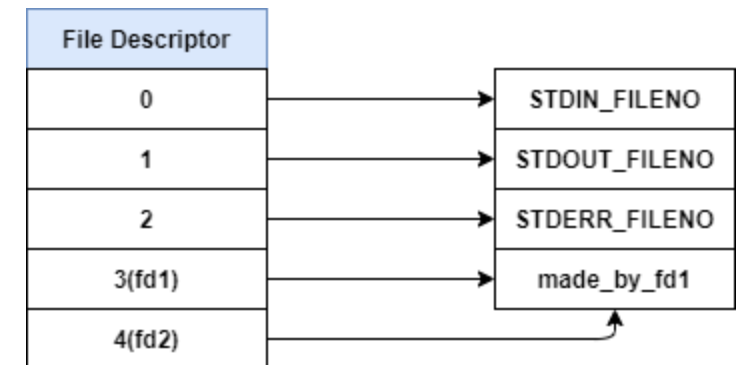 File Descriptor
0
STDIN_FILENO
1
STDOUT_FILENO
2
STDERR_FILENO
3(fd1)
made_by_fd1
4(fd2)